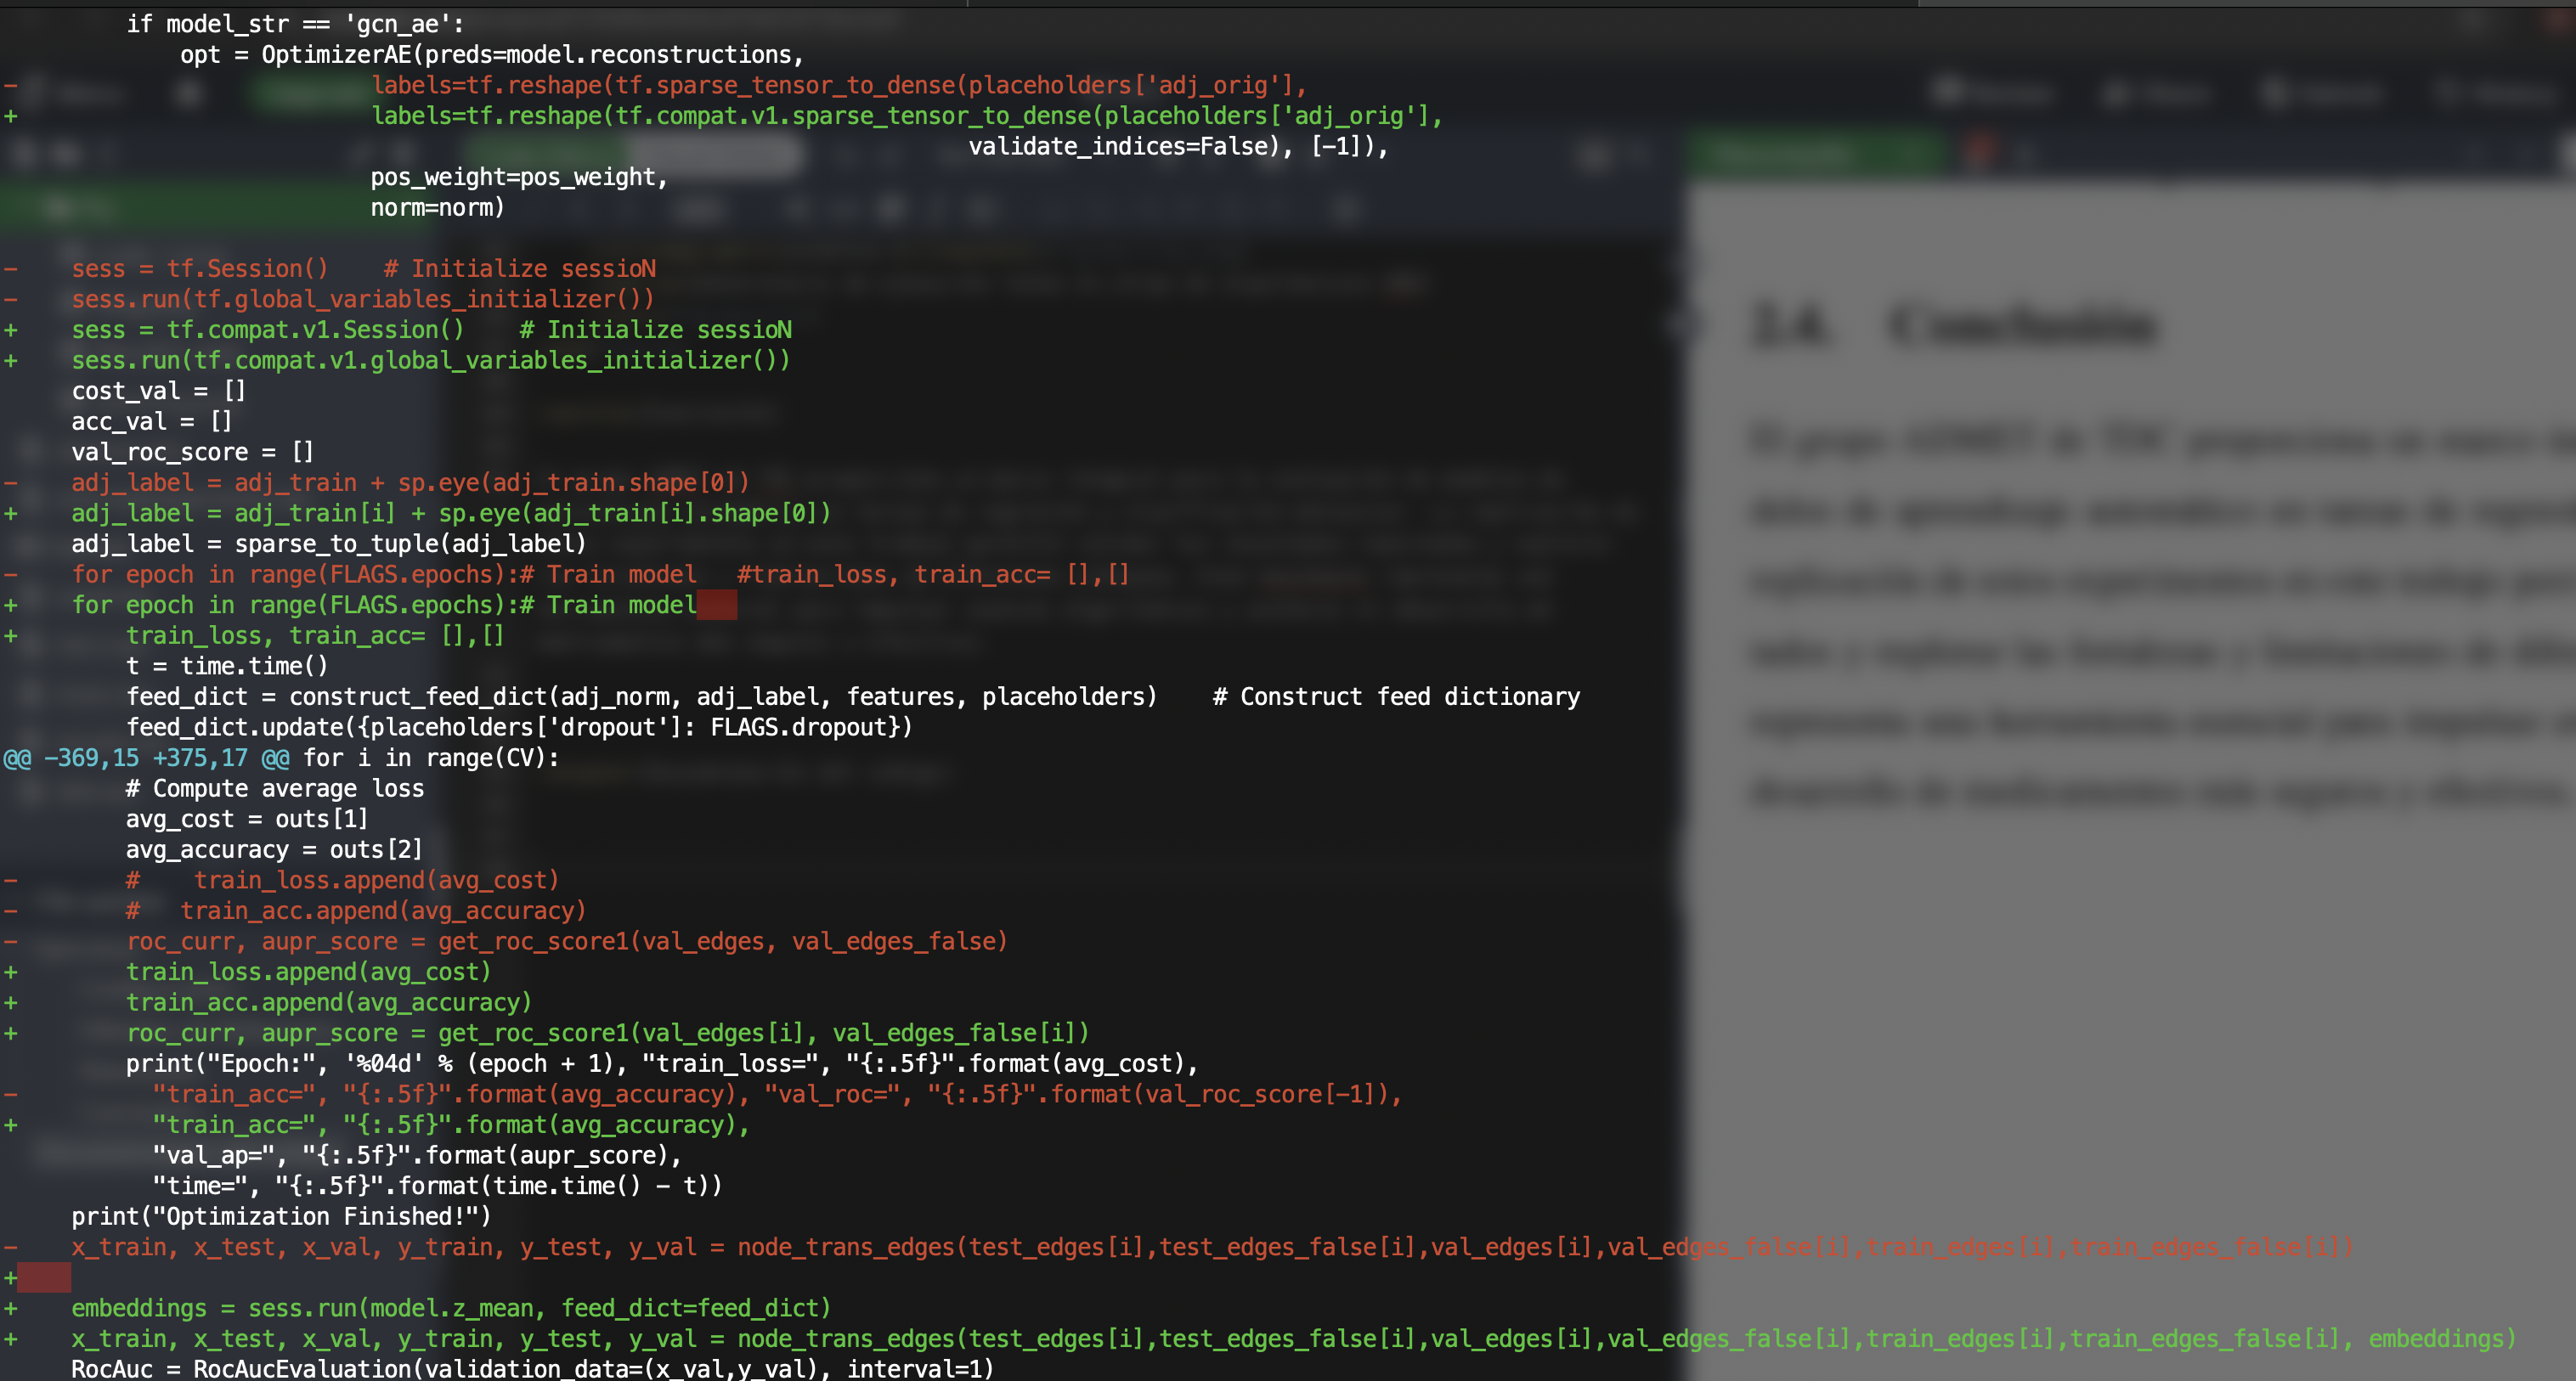 if model_str == 'gcn_ae':
            opt = OptimizerAE(preds=model.reconstructions,
-                          labels=tf.reshape(tf.sparse_tensor_to_dense(placeholders['adj_orig'],
+                          labels=tf.reshape(tf.compat.v1.sparse_tensor_to_dense(placeholders['adj_orig'],
                                                                      validate_indices=False), [-1]),
                           pos_weight=pos_weight,
                           norm=norm)
-    sess = tf.Session()    # Initialize sessioN
-    sess.run(tf.global_variables_initializer())
+    sess = tf.compat.v1.Session()    # Initialize sessioN
+    sess.run(tf.compat.v1.global_variables_initializer())
     cost_val = []
     acc_val = []
     val_roc_score = []
-    adj_label = adj_train + sp.eye(adj_train.shape[0])
+    adj_label = adj_train[i] + sp.eye(adj_train[i].shape[0])
     adj_label = sparse_to_tuple(adj_label)
-    for epoch in range(FLAGS.epochs):# Train model   #train_loss, train_acc= [],[]
+    for epoch in range(FLAGS.epochs):# Train model
+        train_loss, train_acc= [],[]
         t = time.time()
         feed_dict = construct_feed_dict(adj_norm, adj_label, features, placeholders)    # Construct feed dictionary
         feed_dict.update({placeholders['dropout']: FLAGS.dropout})
@@ -369,15 +375,17 @@ for i in range(CV):
         # Compute average loss
         avg_cost = outs[1]
         avg_accuracy = outs[2]
-        #    train_loss.append(avg_cost)
-        #   train_acc.append(avg_accuracy)
-        roc_curr, aupr_score = get_roc_score1(val_edges, val_edges_false)
+        train_loss.append(avg_cost)
+        train_acc.append(avg_accuracy)
+        roc_curr, aupr_score = get_roc_score1(val_edges[i], val_edges_false[i])
         print("Epoch:", '%04d' % (epoch + 1), "train_loss=", "{:.5f}".format(avg_cost),
-          "train_acc=", "{:.5f}".format(avg_accuracy), "val_roc=", "{:.5f}".format(val_roc_score[-1]),
+          "train_acc=", "{:.5f}".format(avg_accuracy),
           "val_ap=", "{:.5f}".format(aupr_score),
           "time=", "{:.5f}".format(time.time() - t))
     print("Optimization Finished!")
-    x_train, x_test, x_val, y_train, y_test, y_val = node_trans_edges(test_edges[i],test_edges_false[i],val_edges[i],val_edges_false[i],train_edges[i],train_edges_false[i])
+
+    embeddings = sess.run(model.z_mean, feed_dict=feed_dict)
+    x_train, x_test, x_val, y_train, y_test, y_val = node_trans_edges(test_edges[i],test_edges_false[i],val_edges[i],val_edges_false[i],train_edges[i],train_edges_false[i], embeddings)
     RocAuc = RocAucEvaluation(validation_data=(x_val,y_val), interval=1)
2.4. Conclusión